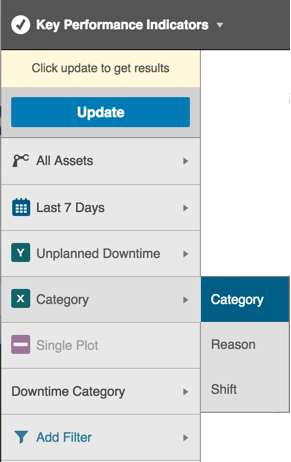 Key Performance Indicators
Click update to get results
Update
All Assets
Last 7 Days
Y Unplanned Downtime
X Category
Category
Reason
Single Plot
Shift
Downtime Category
Add Filter